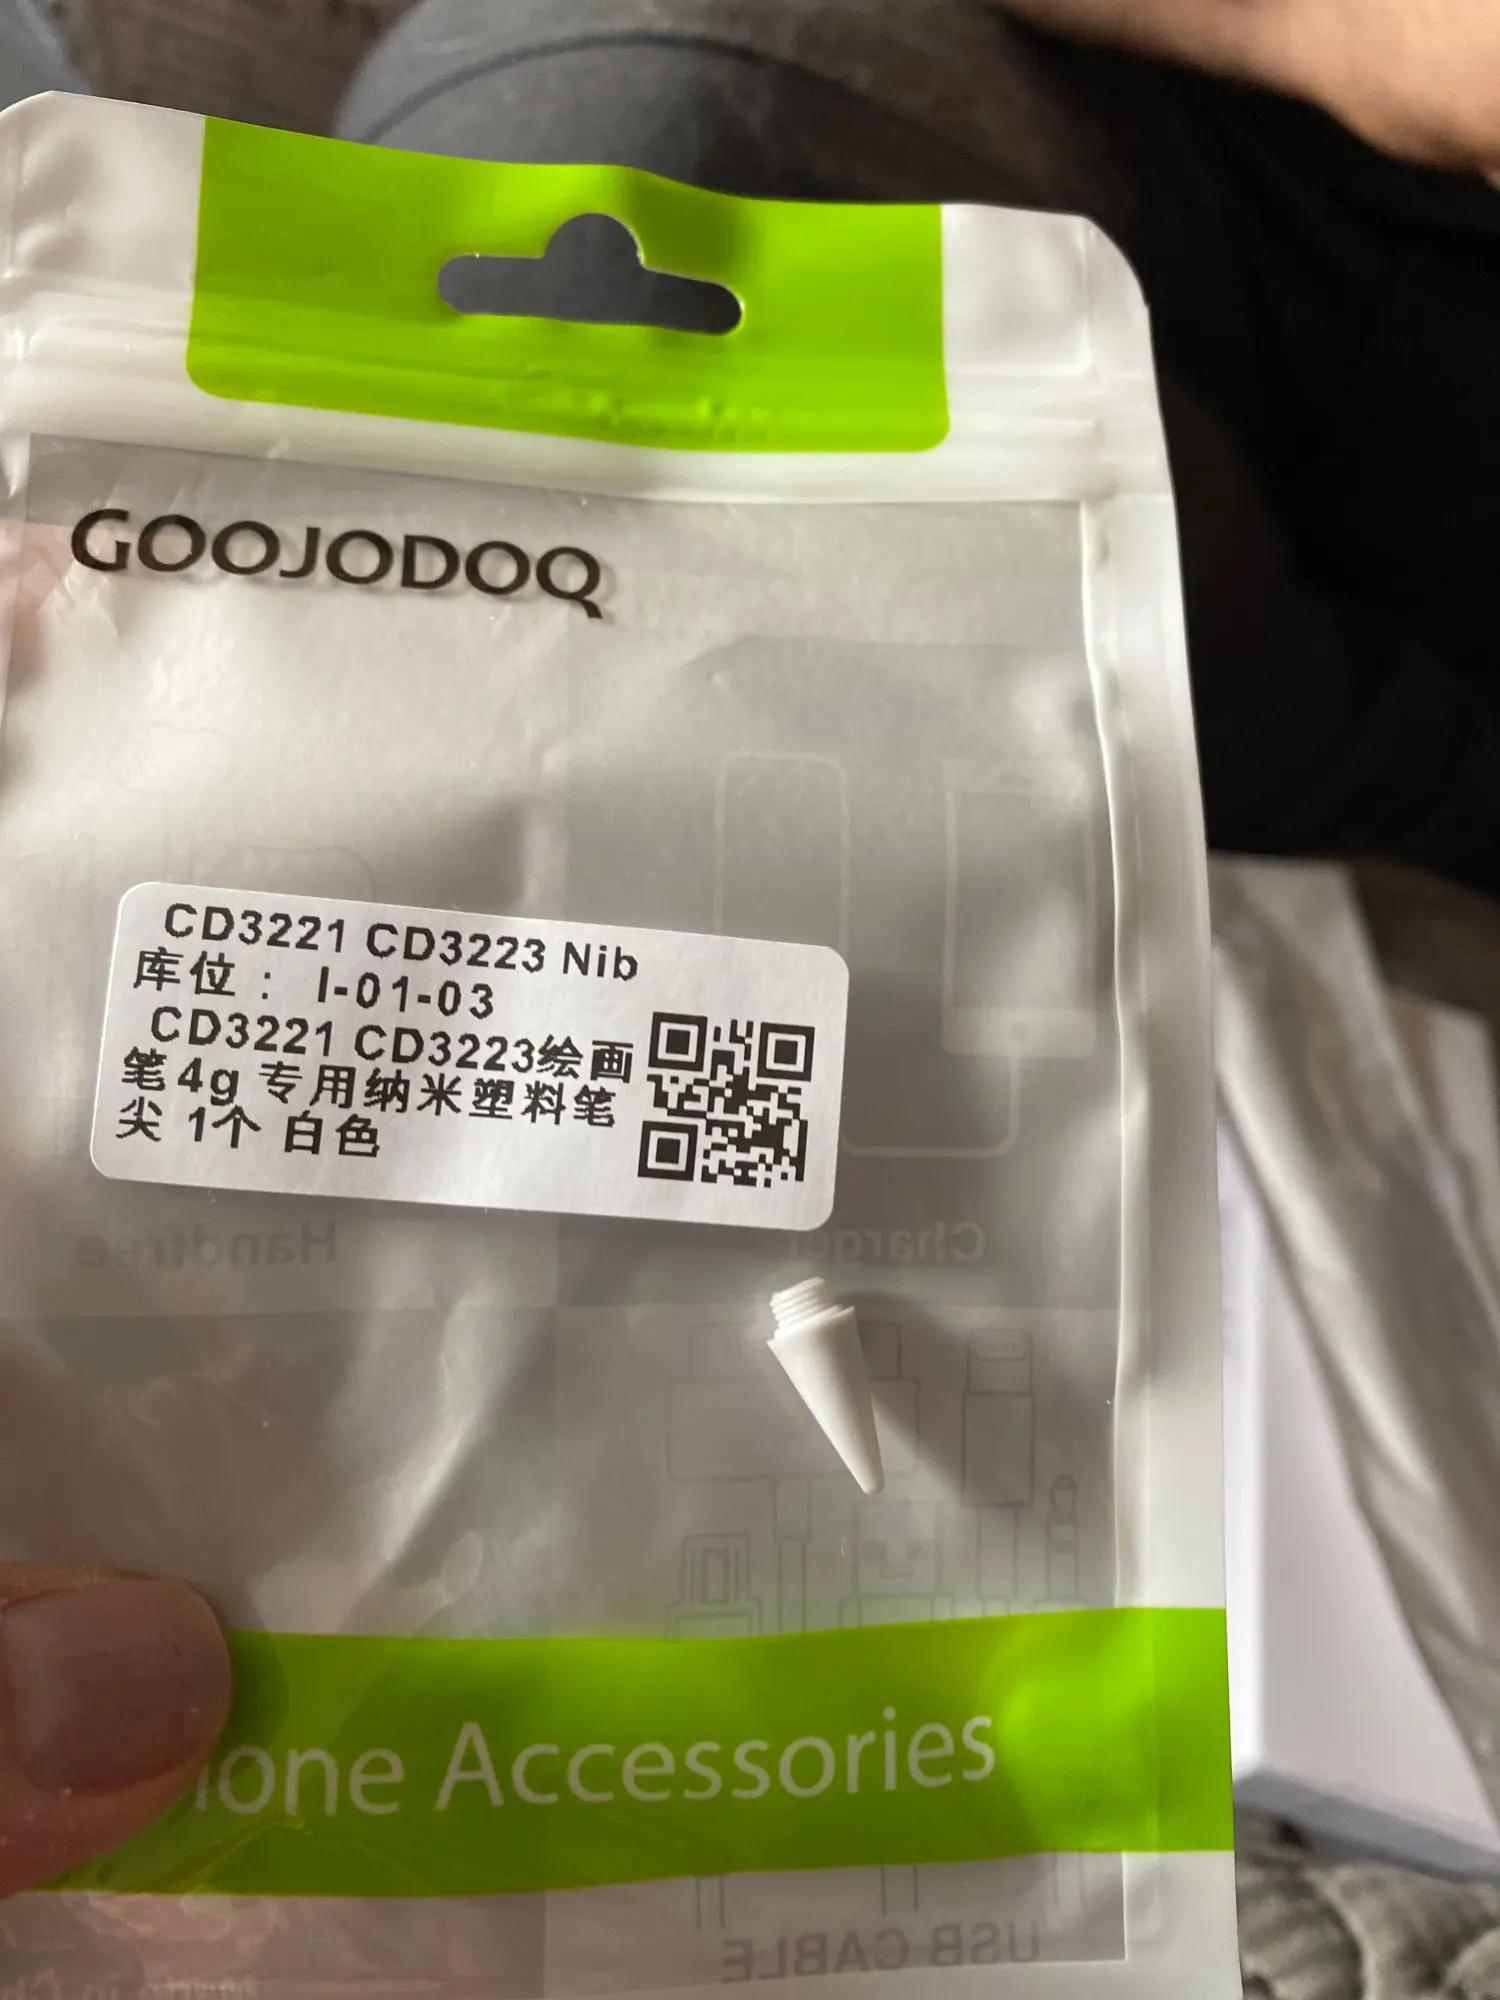 GOOJODOQ
CD3221 CD3223 Nib
库位： I-01-03
CD3221 CD3223绘画
笔4g 专用纳米塑料笔
尖 1个 白色
Handfree
Charger
Accessories
USB CABLE